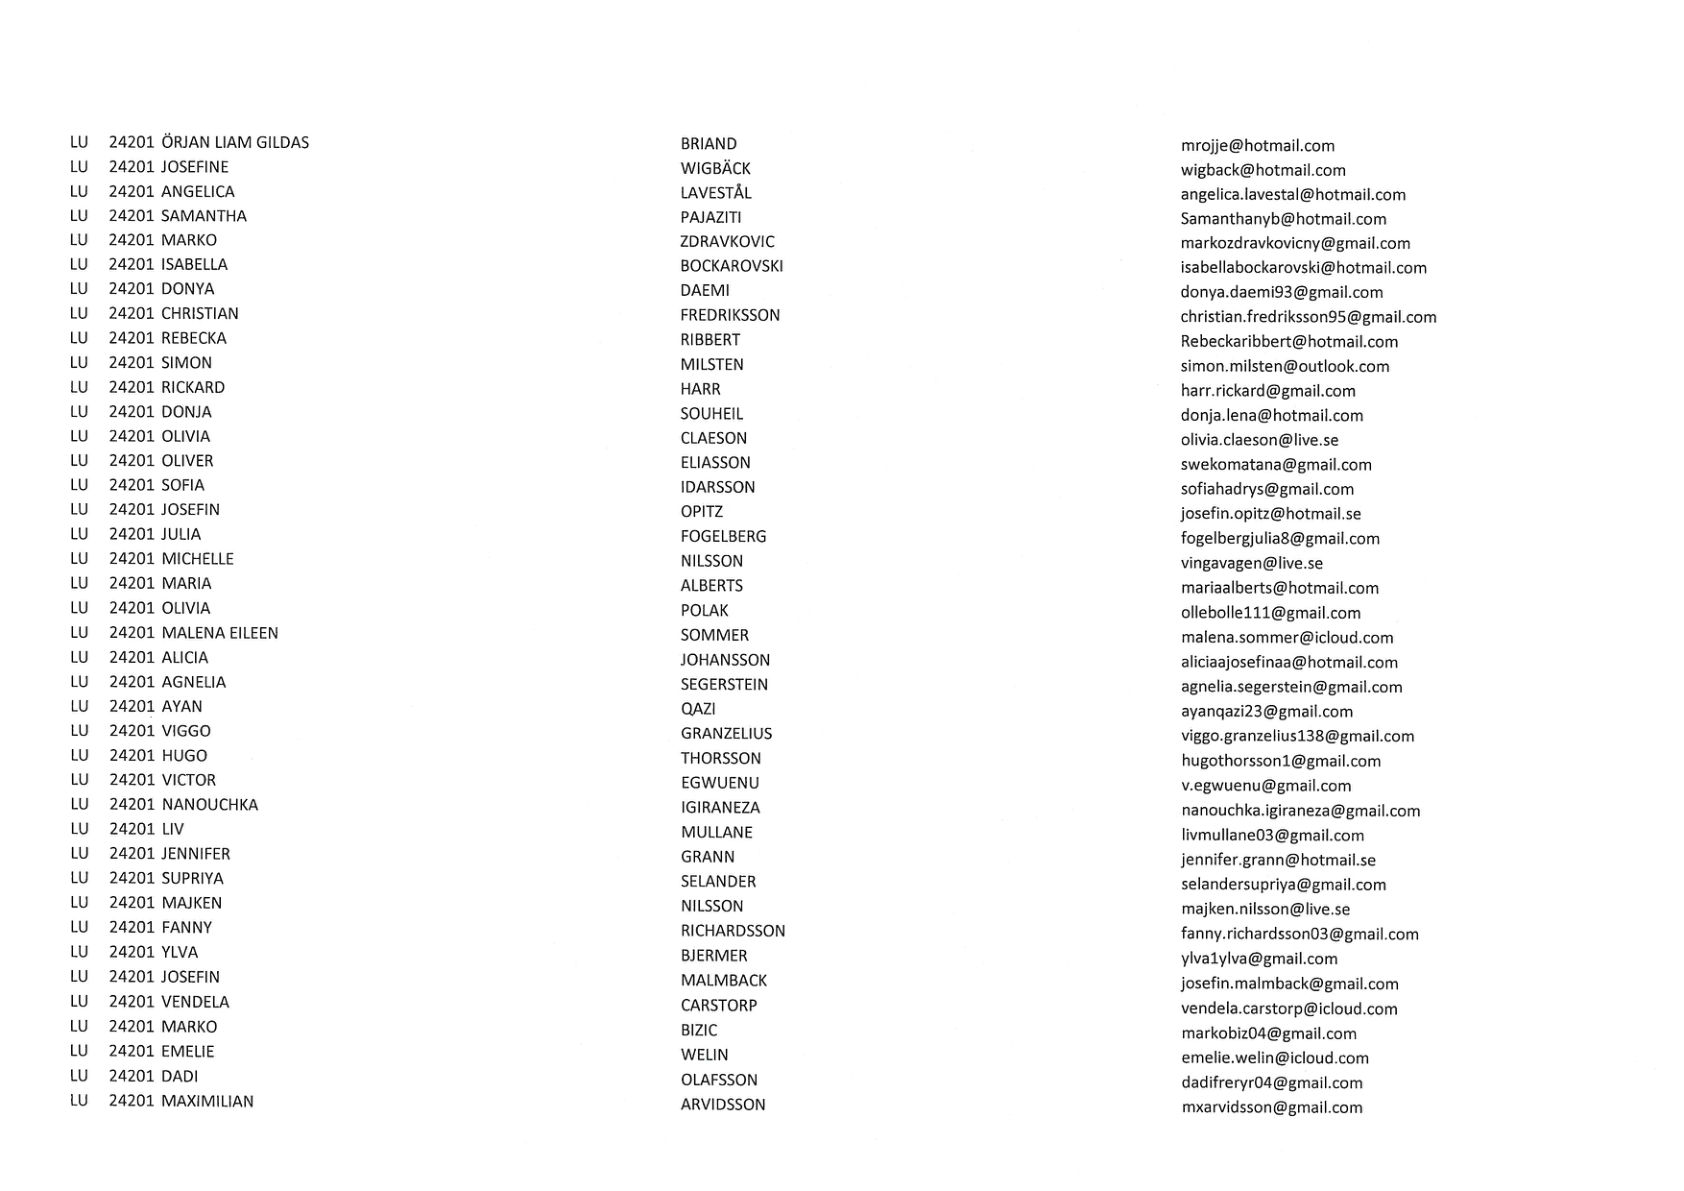 LU 24201 ÖRJAN LIAM GILDAS BRIAND mrojje@hotmail.com
LU 24201 JOSEFINE WIGBÄCK wigback@hotmail.com
LU 24201 ANGELICA LAVESTÅL angelica.lavestal@hotmail.com
LU 24201 SAMANTHA PAJAZITI Samanthanyb@hotmail.com
LU 24201 MARKO ZDRAVKOVIC markozdravkovicny@gmail.com
LU 24201 ISABELLA BOCKAROVSKI isabellabockarovski@hotmail.com
LU 24201 DONYA DAEMI donya.daemi93@gmail.com
LU 24201 CHRISTIAN FREDRIKSSON christian.fredriksson95@gmail.com
LU 24201 REBECKA RIBBERT Rebeckaribbert@hotmail.com
LU 24201 SIMON MILSTEN simon.milsten@outlook.com
LU 24201 RICKARD HARR harr.rickard@gmail.com
LU 24201 DONJA SOUHEIL donja.lena@hotmail.com
LU 24201 OLIVIA CLAESON olivia.claeson@live.se
LU 24201 OLIVER ELIASSON swekomatana@gmail.com
LU 24201 SOFIA IDARSSON sofiahadrys@gmail.com
LU 24201 JOSEFIN OPITZ josefin.opitz@hotmail.se
LU 24201 JULIA FOGELBERG fogelbergjulia8@gmail.com
LU 24201 MICHELLE NILSSON vingavagen@live.se
LU 24201 MARIA ALBERTS mariaalberts@hotmail.com
LU 24201 OLIVIA POLAK ollebolle111@gmail.com
LU 24201 MALENA EILEEN SOMMER malena.sommer@icloud.com
LU 24201 ALICIA JOHANSSON aliciaajosefinaa@hotmail.com
LU 24201 AGNELIA SEGERSTEIN agnelia.segerstein@gmail.com
LU 24201 AYAN QAZI ayanqazi23@gmail.com
LU 24201 VIGGO GRANZELIUS viggo.granzelius138@gmail.com
LU 24201 HUGO THORSSON hugothorsson1@gmail.com
LU 24201 VICTOR EGWUENU v.egwuenu@gmail.com
LU 24201 NANOUCHKA IGIRANEZA nanouchka.igiraneza@gmail.com
LU 24201 LIV MULLANE livmullane03@gmail.com
LU 24201 JENNIFER GRANN jennifer.grann@hotmail.se
LU 24201 SUPRIYA SELANDER selandersupriya@gmail.com
LU 24201 MAJKEN NILSSON majken.nilsson@live.se
LU 24201 FANNY RICHARDSSON fanny.richardsson03@gmail.com
LU 24201 YLVA BJERMER ylva1ylva@gmail.com
LU 24201 JOSEFIN MALMBACK josefin.malmback@gmail.com
LU 24201 VENDELA CARSTORP vendela.carstorp@icloud.com
LU 24201 MARKO BIZIC markobiz04@gmail.com
LU 24201 EMELIE WELIN emelie.welin@icloud.com
LU 24201 DADI OLAFSSON dadifreryr04@gmail.com
LU 24201 MAXIMILIAN ARVIDSSON mxarvidsson@gmail.com